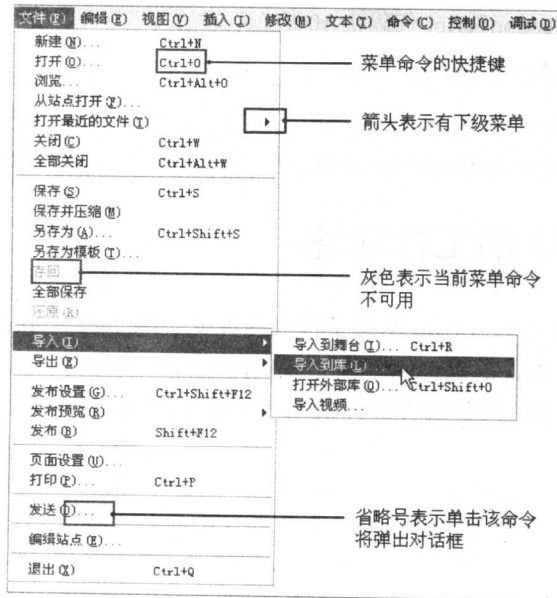 文件(F) 编辑(E) 视图(V) 插入(I) 修改(M) 文本(T) 命令(C) 控制(O) 调试(D)
新建(N)... Ctrl+N
打开(O)... Ctrl+O
菜单命令的快捷键
浏览... Ctrl+Alt+O
从站点打开(F)...
打开最近的文件(T)
箭头表示有下级菜单
关闭(C) Ctrl+W
全部关闭 Ctrl+Alt+W
保存(S) Ctrl+S
保存并压缩(M)
另存为(A)... Ctrl+Shift+S
另存为模板(T)...
存回...
灰色表示当前菜单命令
不可用
全部保存
还原(R)
导入(I)
导入到舞台(I)... Ctrl+R
导出(E)
导入到库(L)...
发布设置(G)... Ctrl+Shift+F12
打开外部库(O)... Ctrl+Shift+O
发布预览(R)
导入视频...
发布(B) Shift+F12
页面设置(U)...
打印(P)... Ctrl+P
发送(D)...
省略号表示单击该命令
将弹出对话框
编辑站点(E)...
退出(X) Ctrl+Q